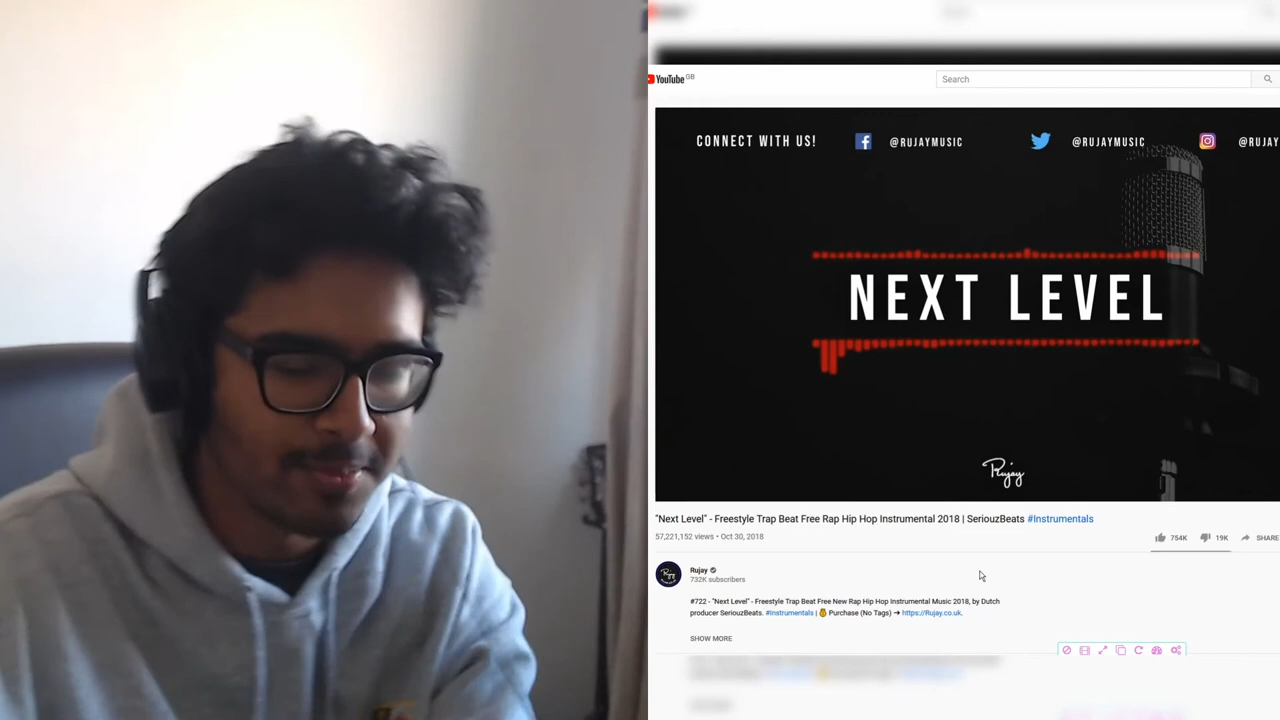 YouTube GB
Search
CONNECT WITH US! @RUJAYMUSIC @RUJAYMUSIC @RUJAY
NEXT LEVEL
Rujay
"Next Level" - Freestyle Trap Beat Free Rap Hip Hop Instrumental 2018 | SeriouzBeats #Instrumentals
57,221,152 views • Oct 30, 2018
754K 19K SHARE
Rujay
732K subscribers
#722 - "Next Level" - Freestyle Trap Beat Free New Rap Hip Hop Instrumental Music 2018, by Dutch
producer SeriouzBeats. #Instrumentals | 💰 Purchase (No Tags) ➔ https://Rujay.co.uk.
SHOW MORE